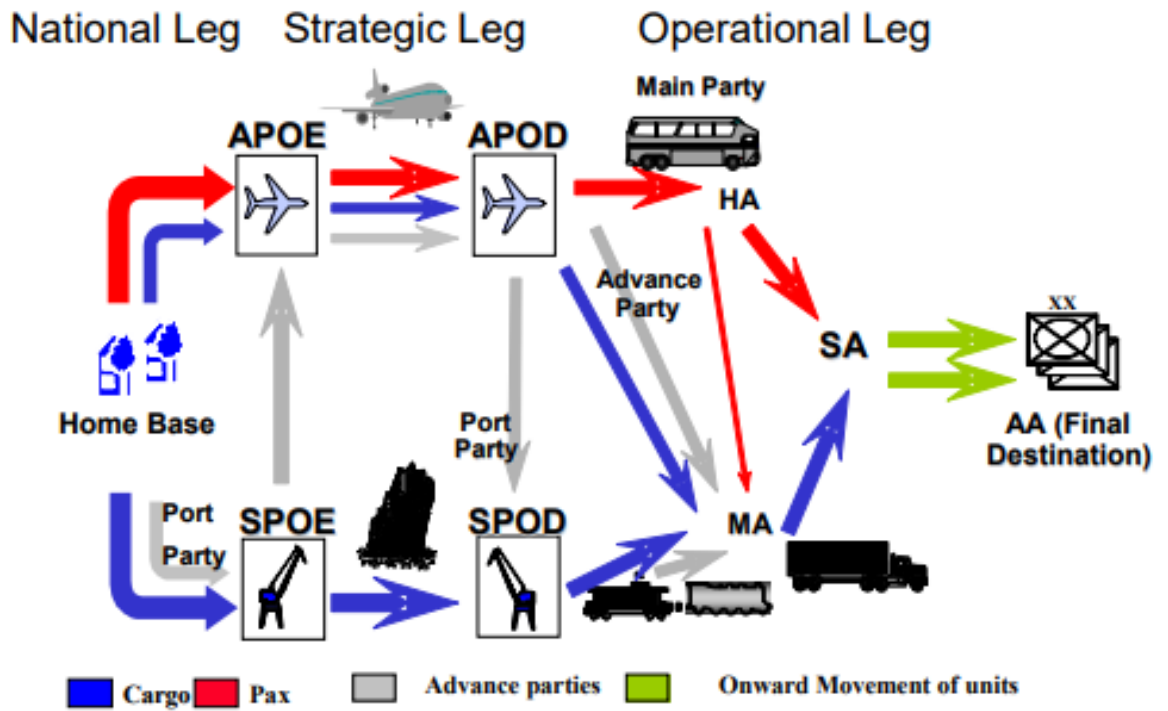 National Leg
Strategic Leg
Operational Leg
Main Party
APOE
APOD
HA
Advance
Party
XX
SA
Home Base
Port
Party
AA (Final
Destination)
Port
Party
SPOE
SPOD
MA
Cargo
Pax
Advance parties
Onward Movement of units